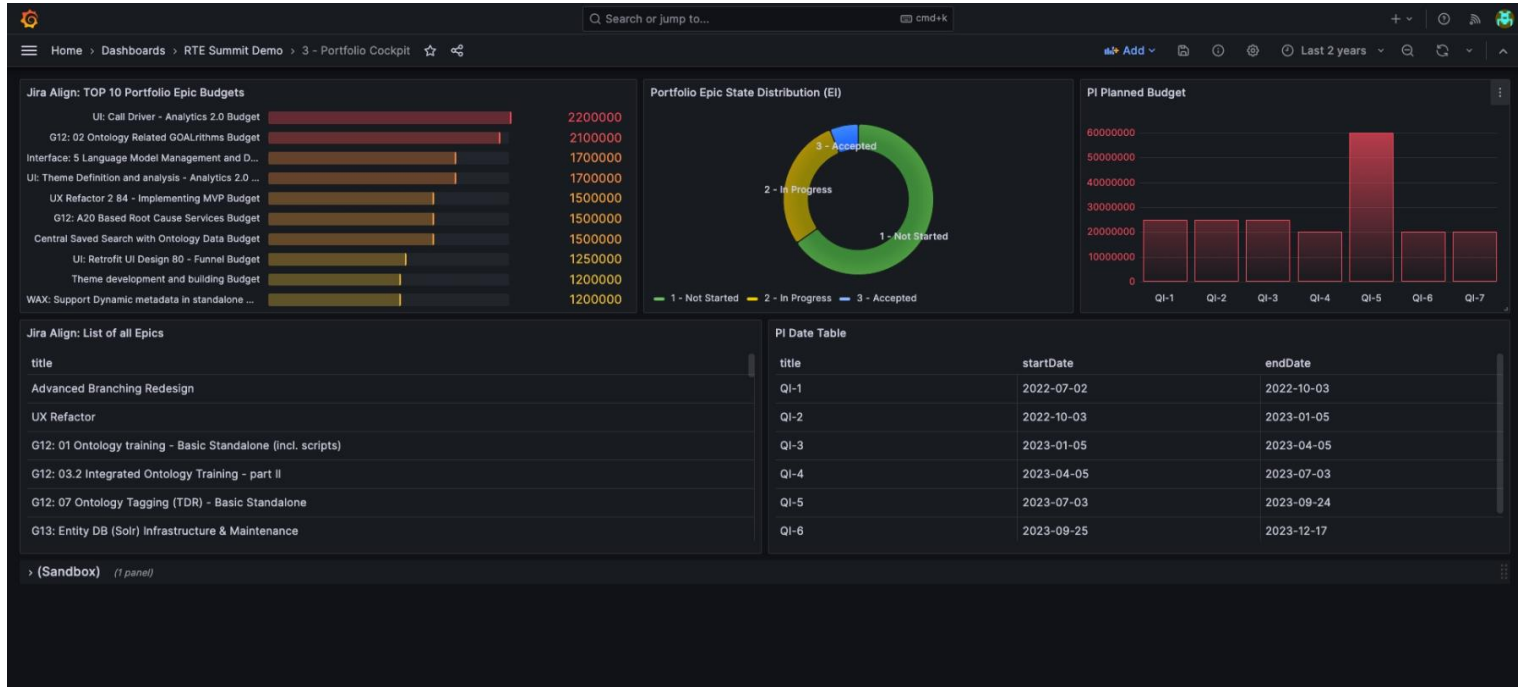 Search or jump to... cmd+k
Home › Dashboards › RTE Summit Demo › 3 - Portfolio Cockpit
Add
Last 2 years
Jira Align: TOP 10 Portfolio Epic Budgets
UI: Call Driver - Analytics 2.0 Budget 2200000
G12: 02 Ontology Related GOALrithms Budget 2100000
Interface: 5 Language Model Management and D... 1700000
UI: Theme Definition and analysis - Analytics 2.0 ... 1700000
UX Refactor 2 84 - Implementing MVP Budget 1500000
G12: A20 Based Root Cause Services Budget 1500000
Central Saved Search with Ontology Data Budget 1500000
UI: Retrofit UI Design 80 - Funnel Budget 1250000
Theme development and building Budget 1200000
WAX: Support Dynamic metadata in standalone ... 1200000
Portfolio Epic State Distribution (EI)
3 - Accepted
2 - In Progress
1 - Not Started
1 - Not Started 2 - In Progress 3 - Accepted
PI Planned Budget
60000000
50000000
40000000
30000000
20000000
10000000
0
QI-1 QI-2 QI-3 QI-4 QI-5 QI-6 QI-7
Jira Align: List of all Epics
title
Advanced Branching Redesign
UX Refactor
G12: 01 Ontology training - Basic Standalone (incl. scripts)
G12: 03.2 Integrated Ontology Training - part II
G12: 07 Ontology Tagging (TDR) - Basic Standalone
G13: Entity DB (Solr) Infrastructure & Maintenance
PI Date Table
title startDate endDate
QI-1 2022-07-02 2022-10-03
QI-2 2022-10-03 2023-01-05
QI-3 2023-01-05 2023-04-05
QI-4 2023-04-05 2023-07-03
QI-5 2023-07-03 2023-09-24
QI-6 2023-09-25 2023-12-17
› (Sandbox) (1 panel)